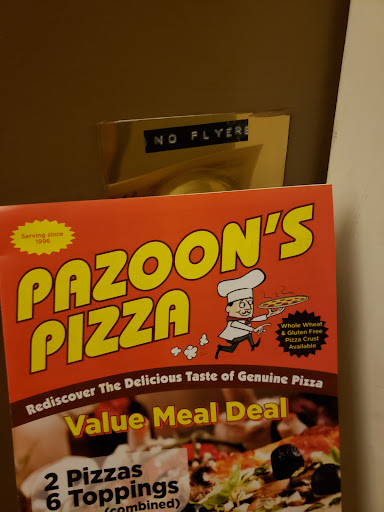 NO FLYERS
Serving since
1996
PAZOON'S
PIZZA
Whole Wheat
& Gluten Free
Pizza Crust
Available
Rediscover The Delicious Taste of Genuine Pizza
Value Meal Deal
2 Pizzas
6 Toppings
(combined)